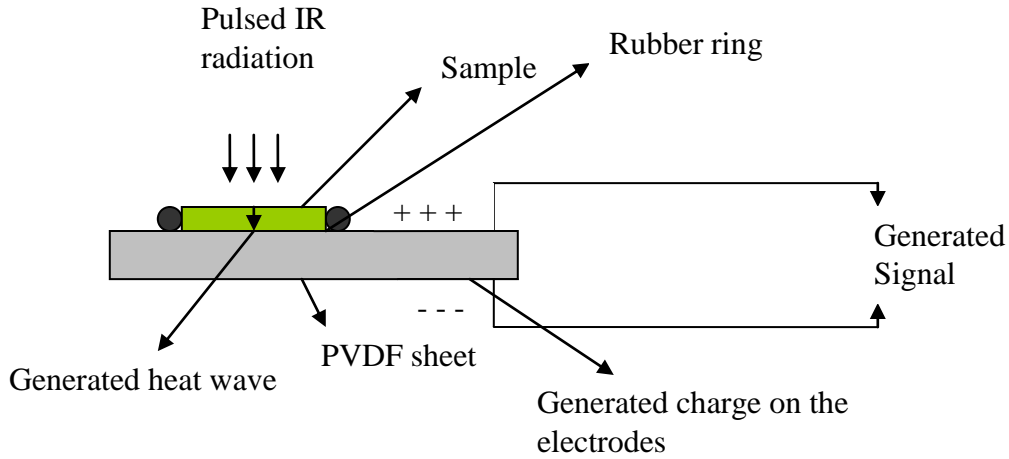 Pulsed IR
radiation
Sample
Rubber ring
+ + +
Generated
Signal
- - -
PVDF sheet
Generated heat wave
Generated charge on the
electrodes